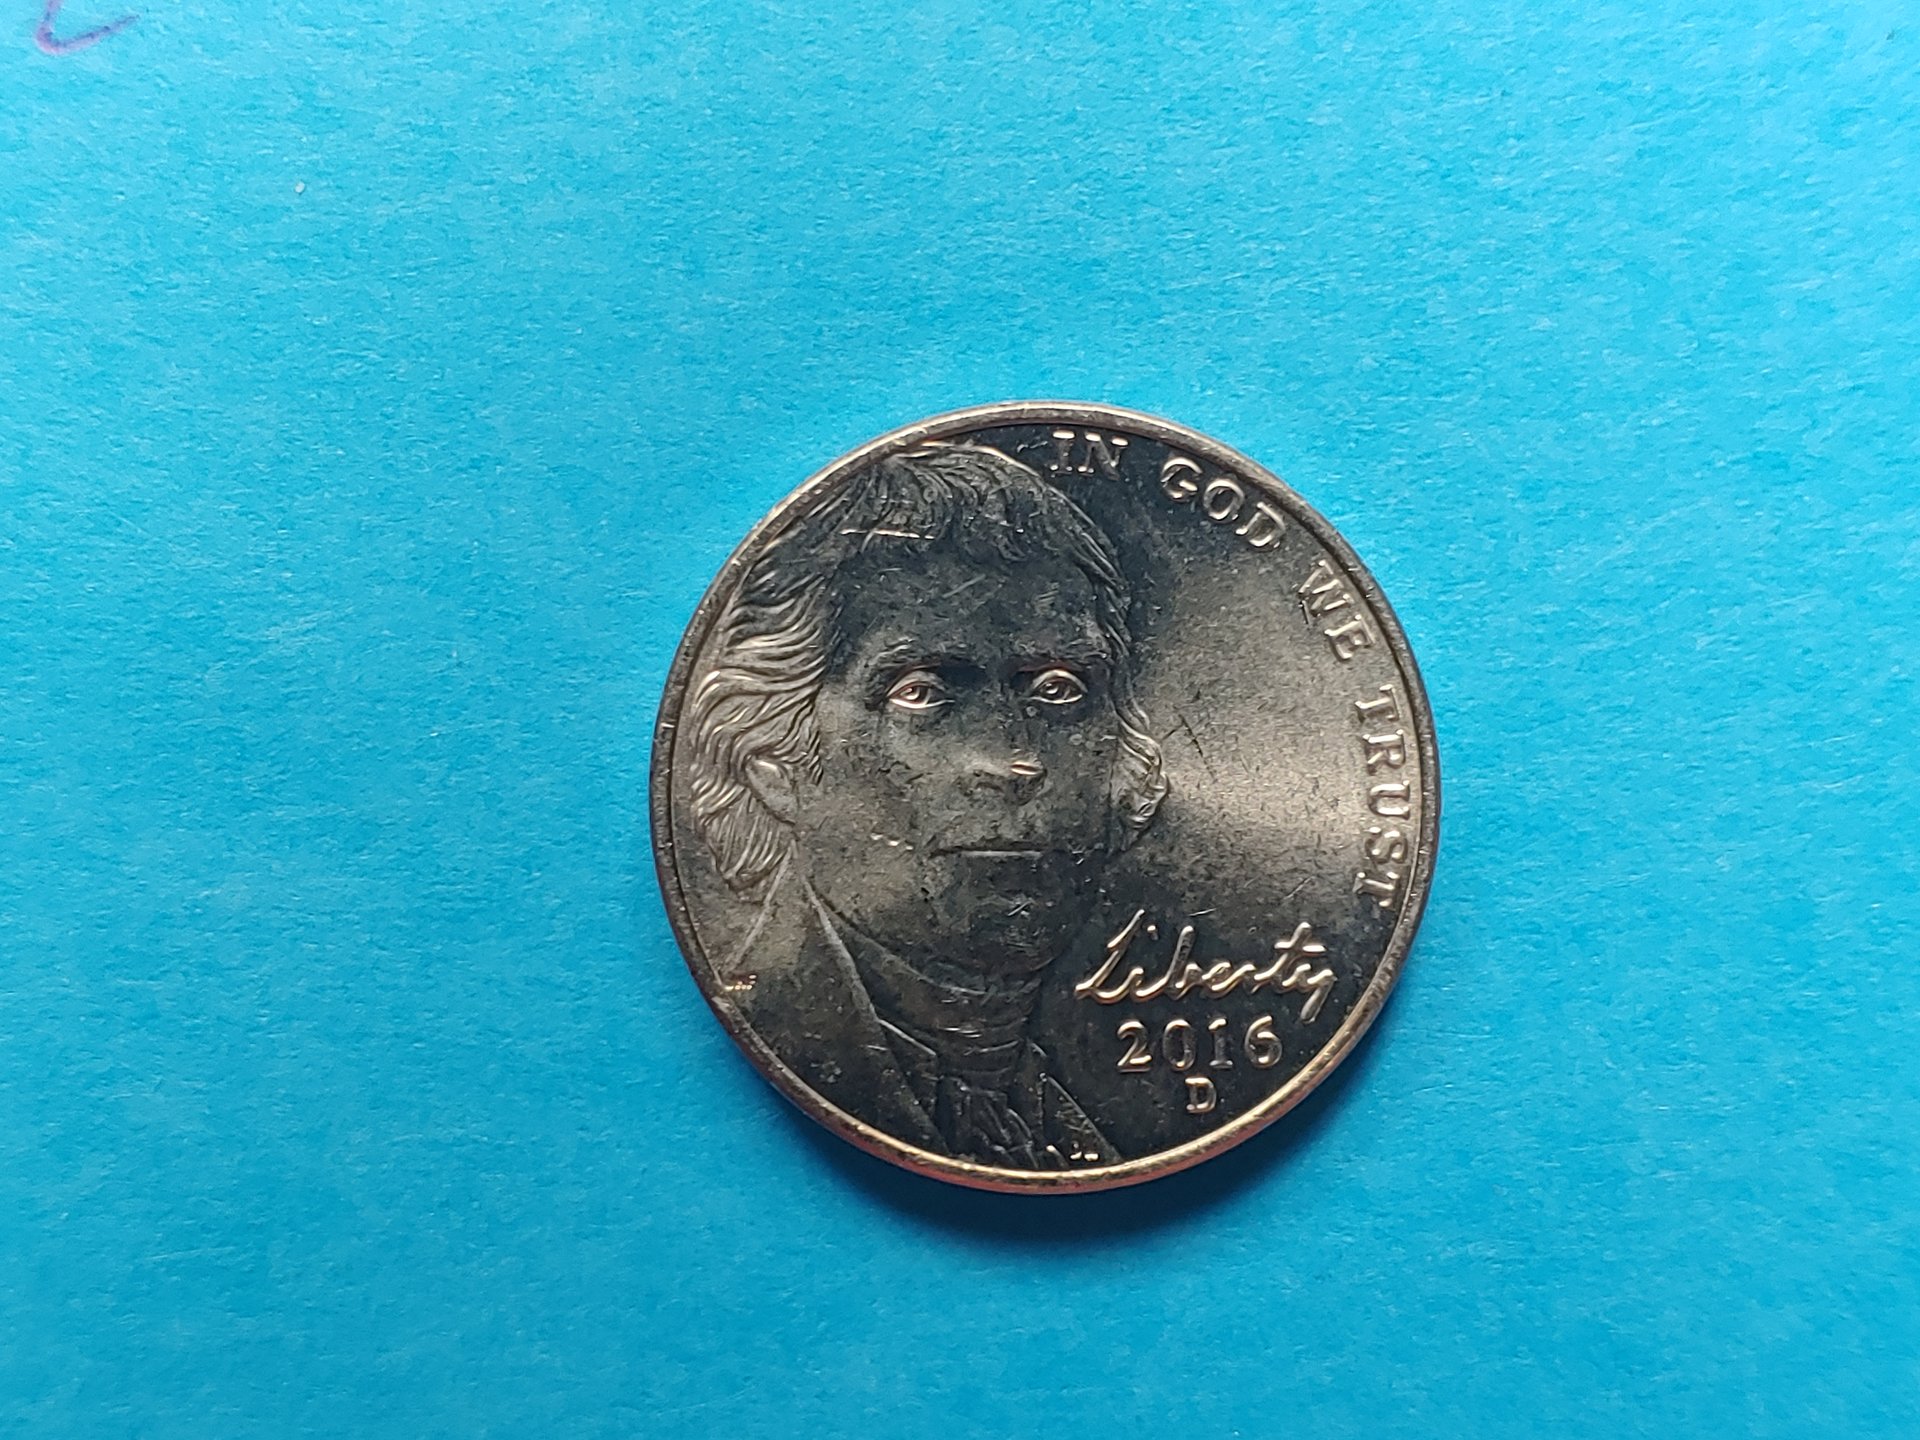 IN GOD WE TRUST
Liberty
2016
D